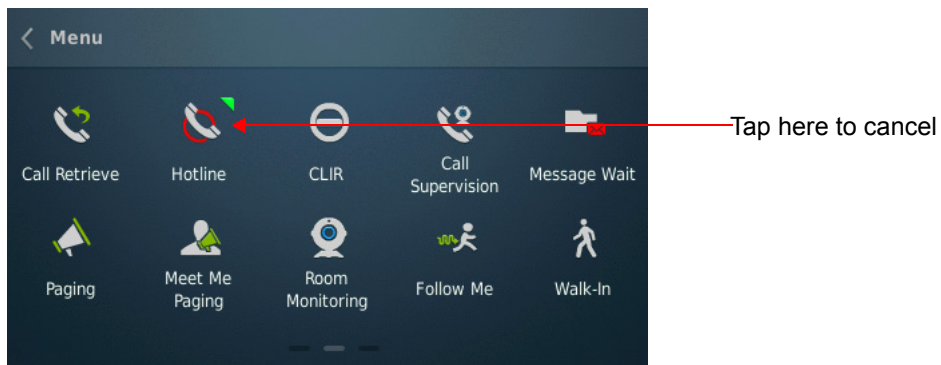 Menu
Call Retrieve
Hotline
CLIR
Call
Supervision
Message Wait
Tap here to cancel
Paging
Meet Me
Paging
Room
Monitoring
Follow Me
Walk-In